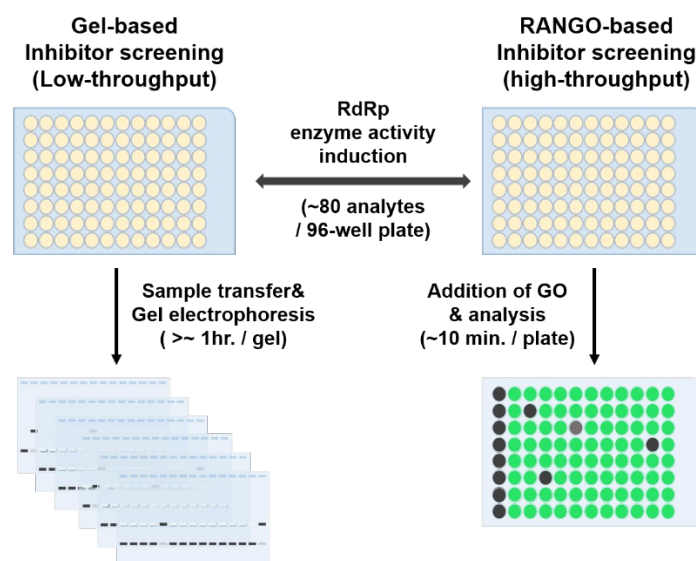 Gel-based
Inhibitor screening
(Low-throughput)
RANGO-based
Inhibitor screening
(high-throughput)
RdRp
enzyme activity
induction
(~80 analytes
/ 96-well plate)
Sample transfer&
Gel electrophoresis
( >~ 1hr. / gel)
Addition of GO
& analysis
(~10 min. / plate)